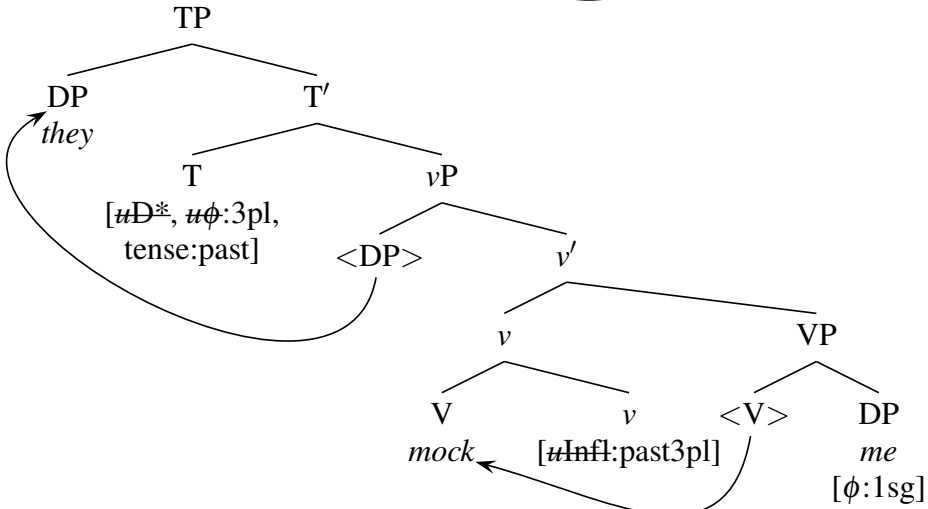 TP
DP T′
they
T vP
[uD*, uϕ:3pl,
tense:past]
<DP> v′
v VP
V v <V> DP
mock [uInfl:past3pl] me
[ϕ:1sg]